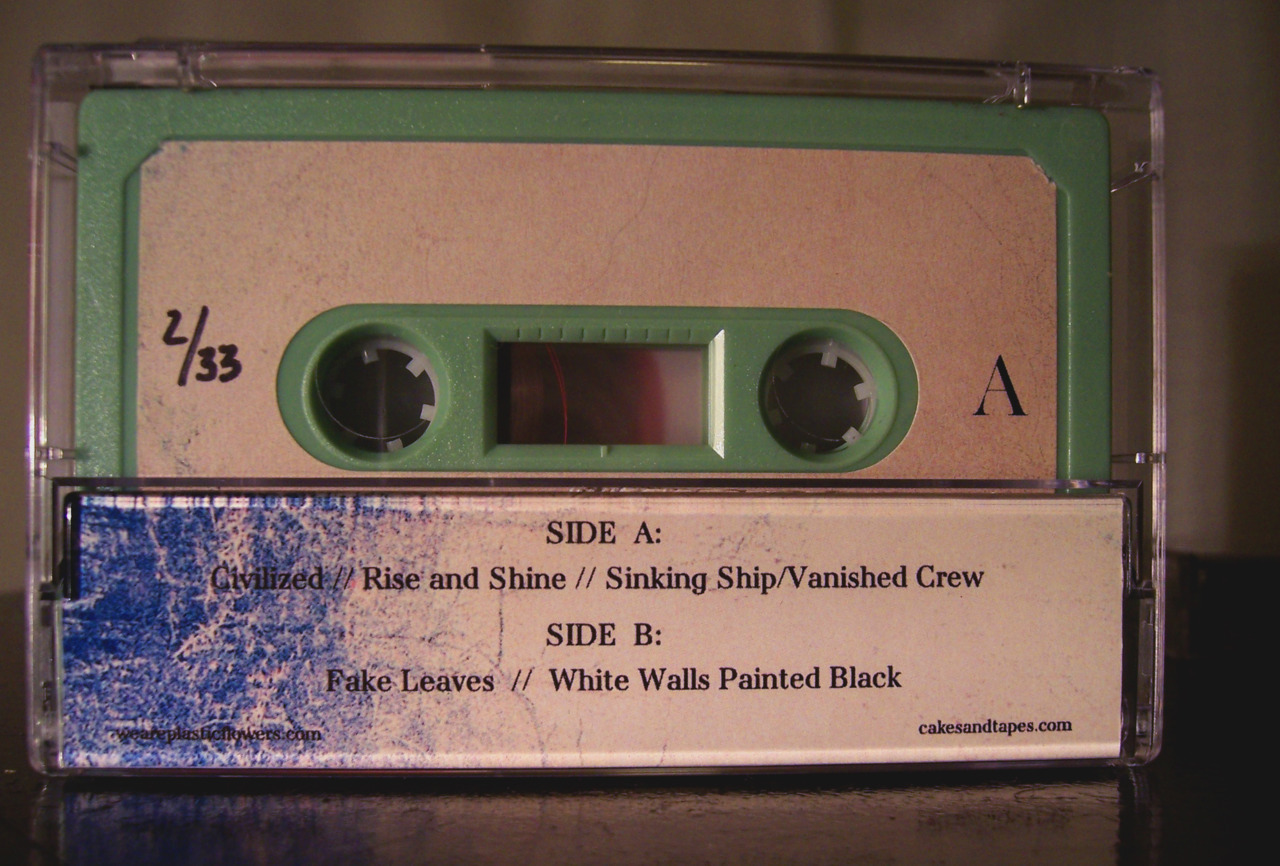 2/33
A
SIDE A:
Civilized // Rise and Shine // Sinking Ship/Vanished Crew
SIDE B:
Fake Leaves // White Walls Painted Black
weareplasticflowers.com
cakesandtapes.com